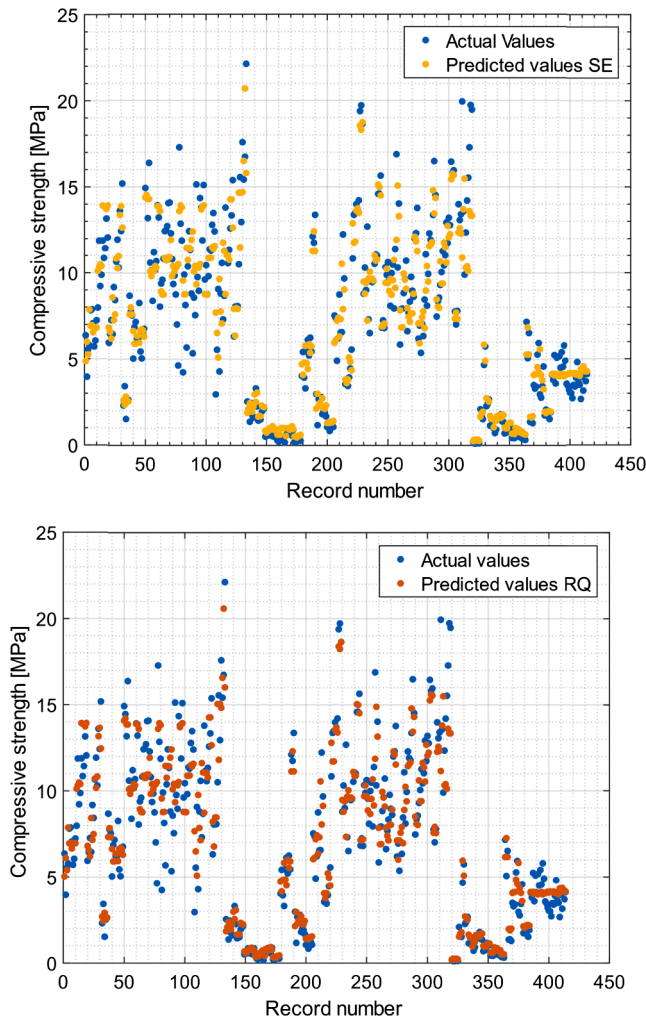 25
20
15
10
5
0
Compressive strength [MPa]
Actual Values
Predicted values SE
0 50 100 150 200 250 300 350 400 450
Record number
25
20
15
10
5
0
Compressive strength [MPa]
Actual values
Predicted values RQ
0 50 100 150 200 250 300 350 400 450
Record number